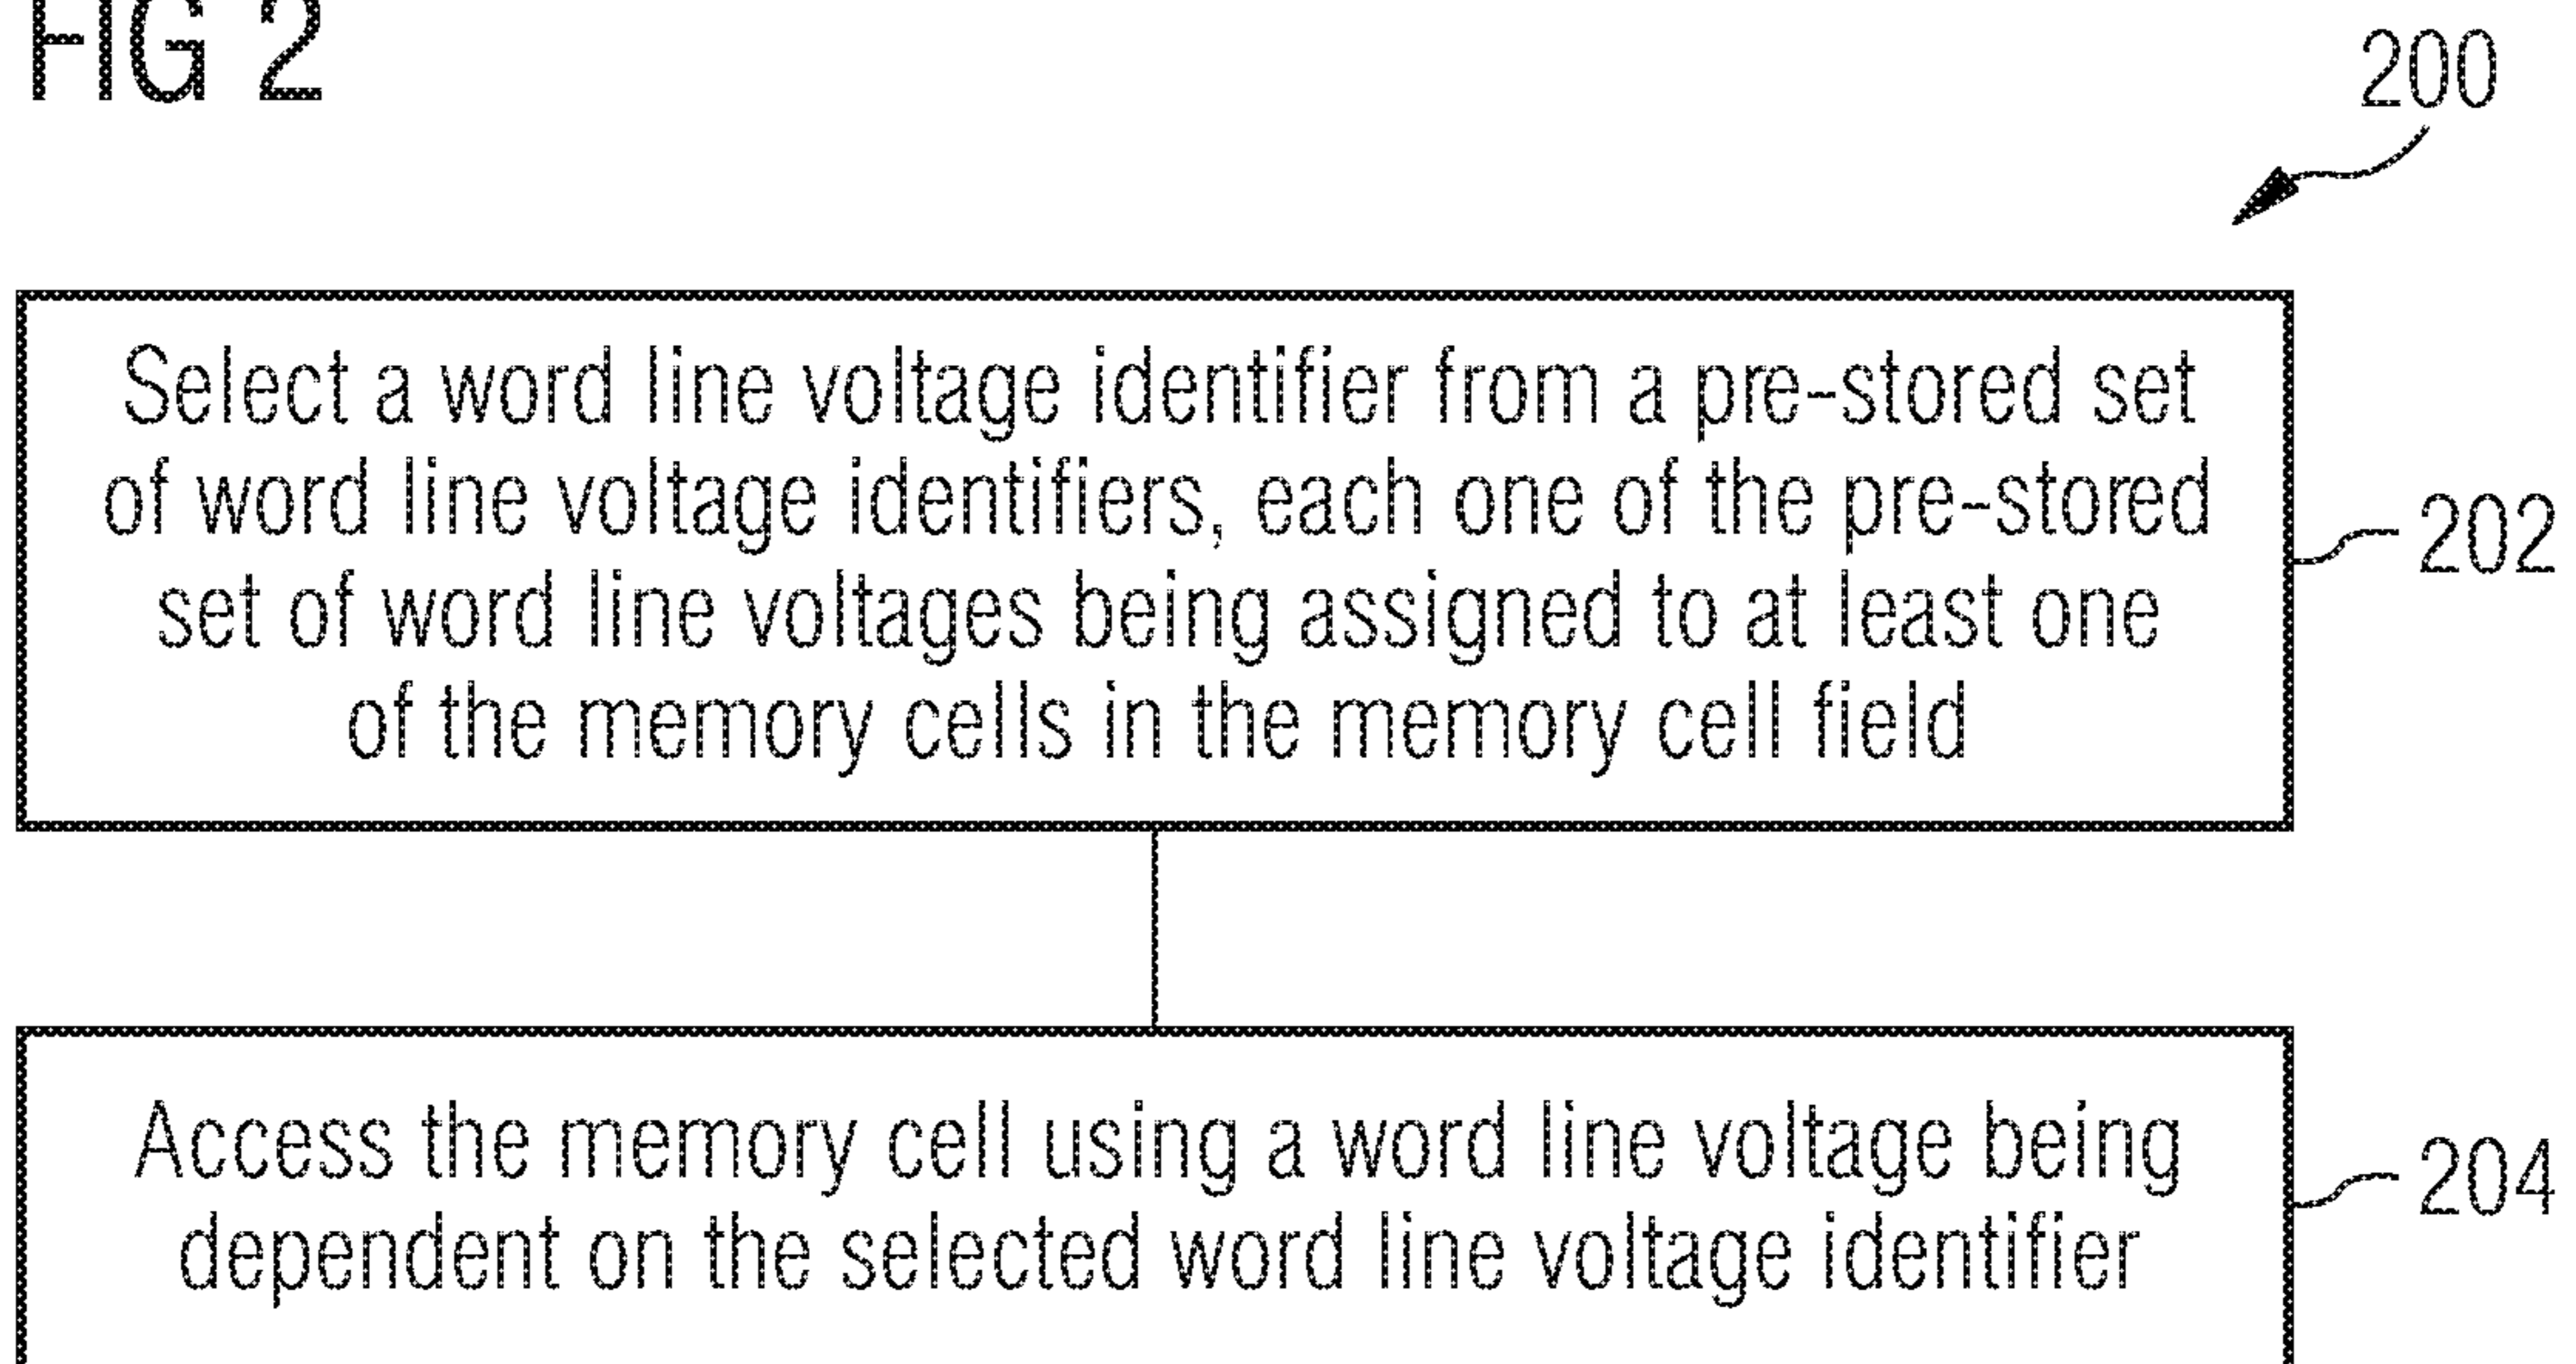 FIG 2
200
Select a word line voltage identifier from a pre-stored set
of word line voltage identifiers, each one of the pre-stored
set of word line voltages being assigned to at least one
of the memory cells in the memory cell field
202
Access the memory cell using a word line voltage being
dependent on the selected word line voltage identifier
204